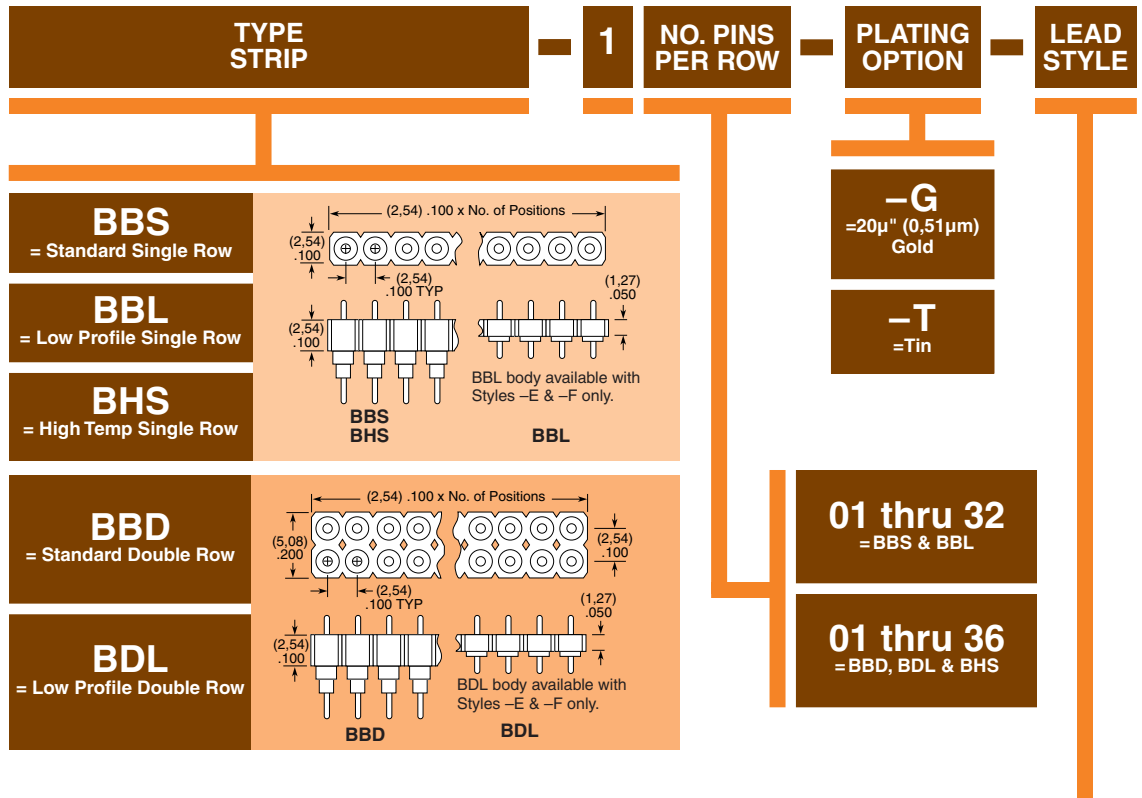 TYPE
STRIP
1
NO. PINS
PER ROW
PLATING
OPTION
LEAD
STYLE
–G
=20µ" (0,51µm)
Gold
–T
=Tin
BBS
= Standard Single Row
BBL
= Low Profile Single Row
BHS
= High Temp Single Row
(2,54) .100 x No. of Positions
(2,54)
.100
(2,54)
.100 TYP
(1,27)
.050
(2,54)
.100
BBL body available with
Styles –E & –F only.
BBS
BHS
BBL
BBD
= Standard Double Row
BDL
= Low Profile Double Row
(2,54) .100 x No. of Positions
(5,08)
.200
(2,54)
.100
(2,54)
.100 TYP
(1,27)
.050
(2,54)
.100
BDL body available with
Styles –E & –F only.
BBD
BDL
01 thru 32
=BBS & BBL
01 thru 36
=BBD, BDL & BHS